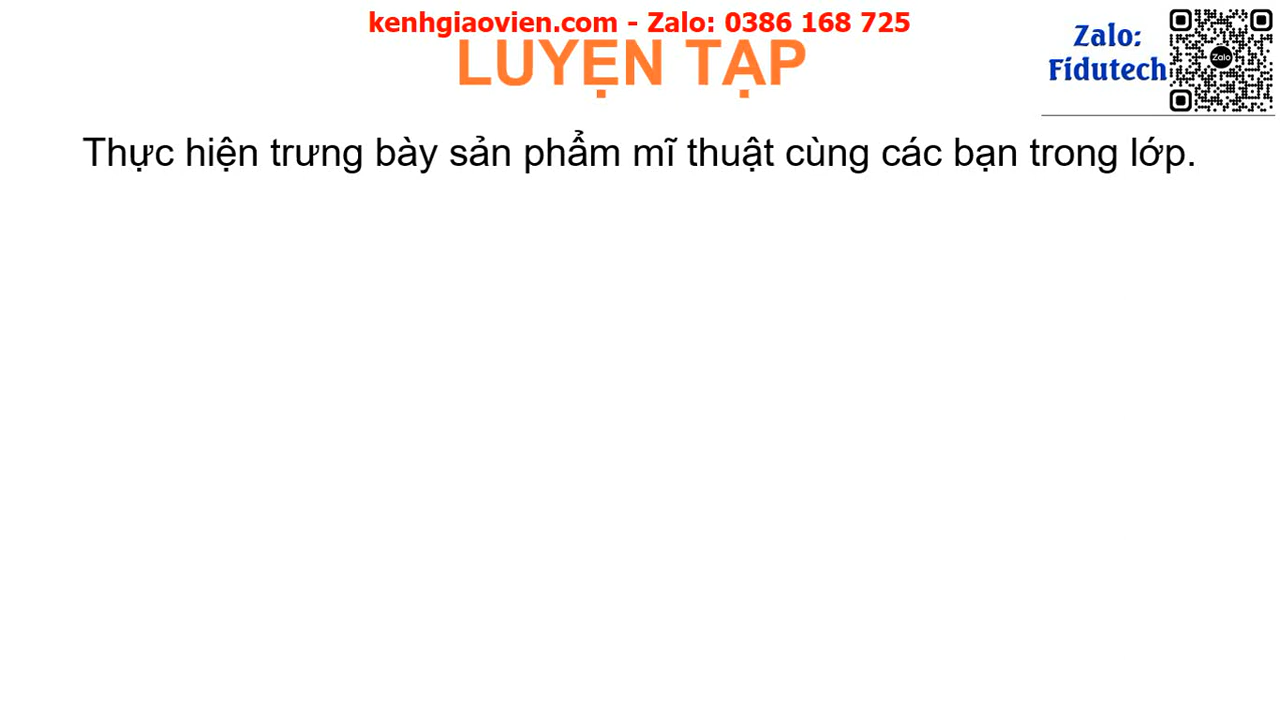 kenhgiaovien.com - Zalo: 0386 168 725
LUYỆN TẬP
Zalo:
Fidutech
Zalo
Thực hiện trưng bày sản phẩm mĩ thuật cùng các bạn trong lớp.